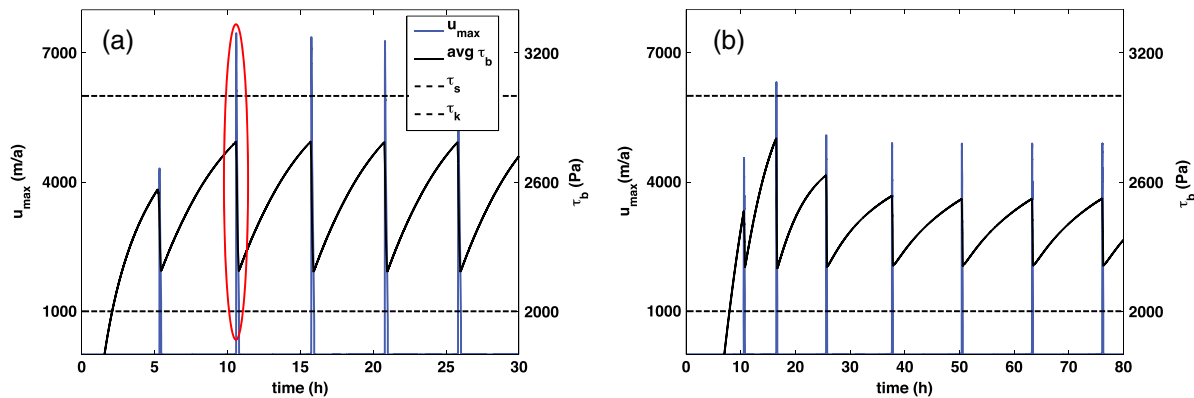 (a)
u_max
avg τ_b
τ_s
τ_k
7000
4000
1000
u_max (m/a)
3200
2600
2000
τ_b (Pa)
0 5 10 15 20 25 30
time (h)
(b)
7000
4000
1000
u_max (m/a)
3200
2600
2000
τ_b (Pa)
0 10 20 30 40 50 60 70 80
time (h)